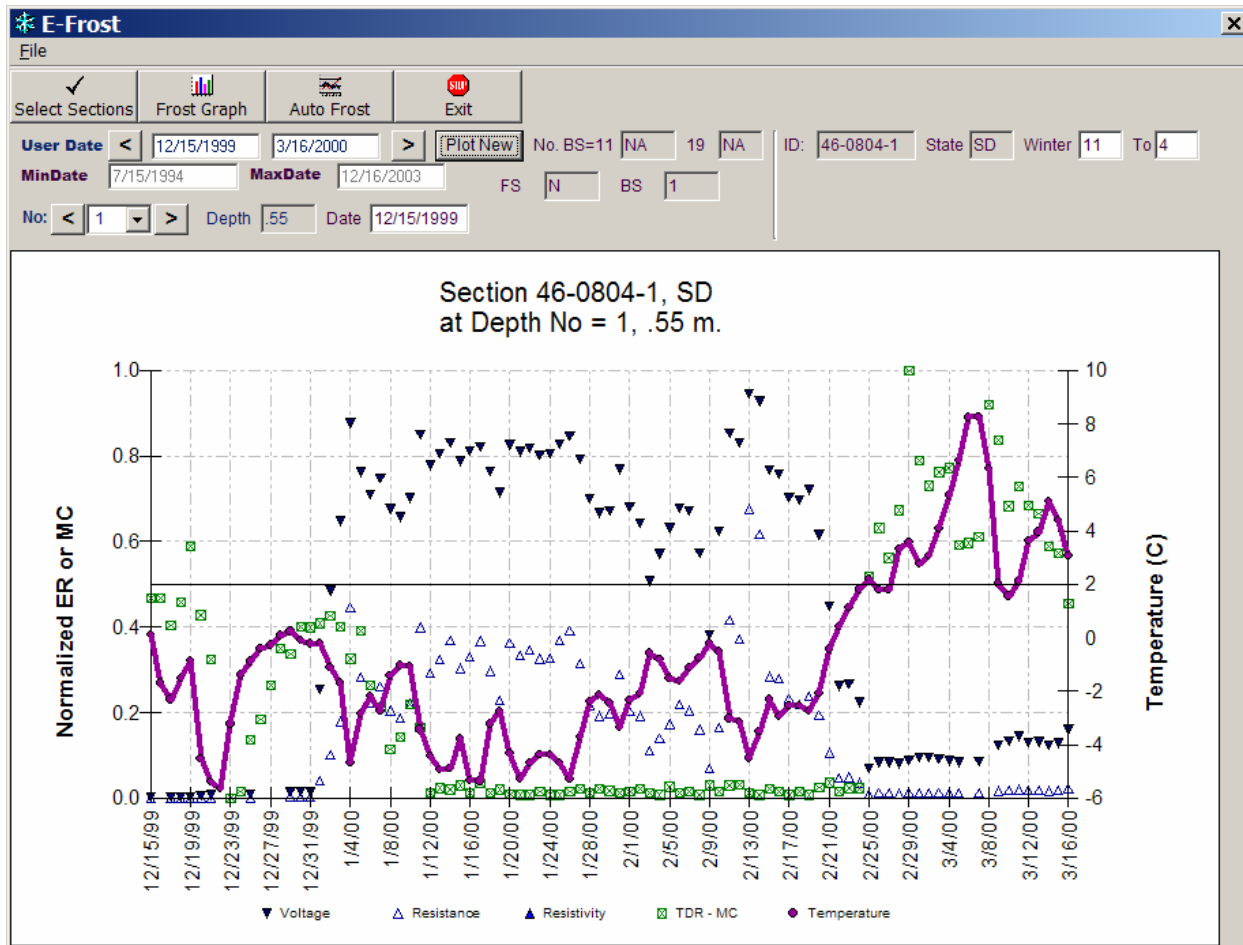 E-Frost
File
Select Sections Frost Graph Auto Frost STOP Exit
User Date < 12/15/1999 3/16/2000 > Plot New No. BS=11 NA 19 NA ID: 46-0804-1 State SD Winter 11 To 4
MinDate 7/15/1994 MaxDate 12/16/2003 FS N BS 1
No: < 1 > Depth .55 Date 12/15/1999
Section 46-0804-1, SD
at Depth No = 1, .55 m.
1.0 10
8
0.8
6
0.6 4
2
0.4
0
0.2 -2
-4
0.0 -6
Normalized ER or MC
Temperature (C)
12/15/99 12/19/99 12/23/99 12/27/99 12/31/99 1/4/00 1/8/00 1/12/00 1/16/00 1/20/00 1/24/00 1/28/00 2/1/00 2/5/00 2/9/00 2/13/00 2/17/00 2/21/00 2/25/00 2/29/00 3/4/00 3/8/00 3/12/00 3/16/00
Voltage Resistance Resistivity TDR - MC Temperature